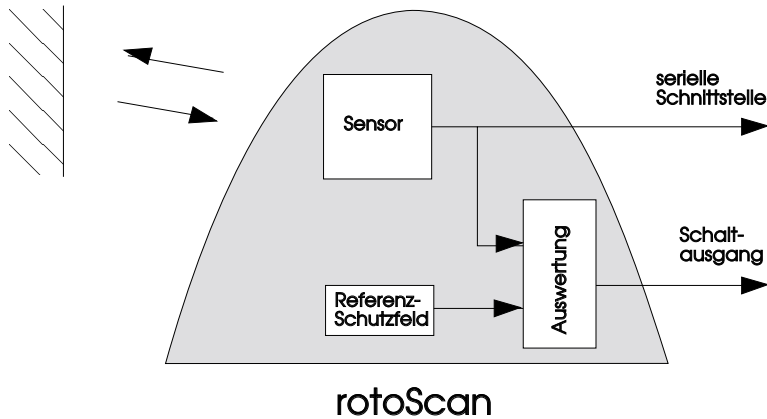 serielle
Schnittstelle
Sensor
Schalt-
ausgang
Auswertung
Referenz-
Schutzfeld
rotoScan